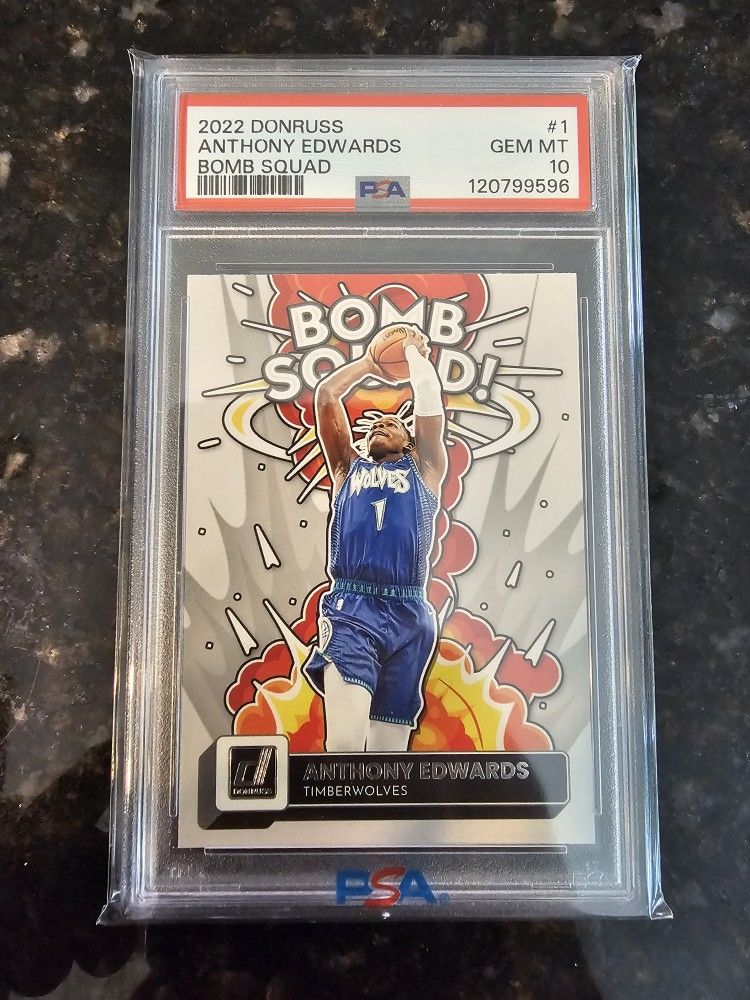 2022 DONRUSS #1
ANTHONY EDWARDS GEM MT
BOMB SQUAD 10
PSA 120799596
BOMB
SQUAD!
WOLVES
1
DONRUSS
ANTHONY EDWARDS
TIMBERWOLVES
PSA